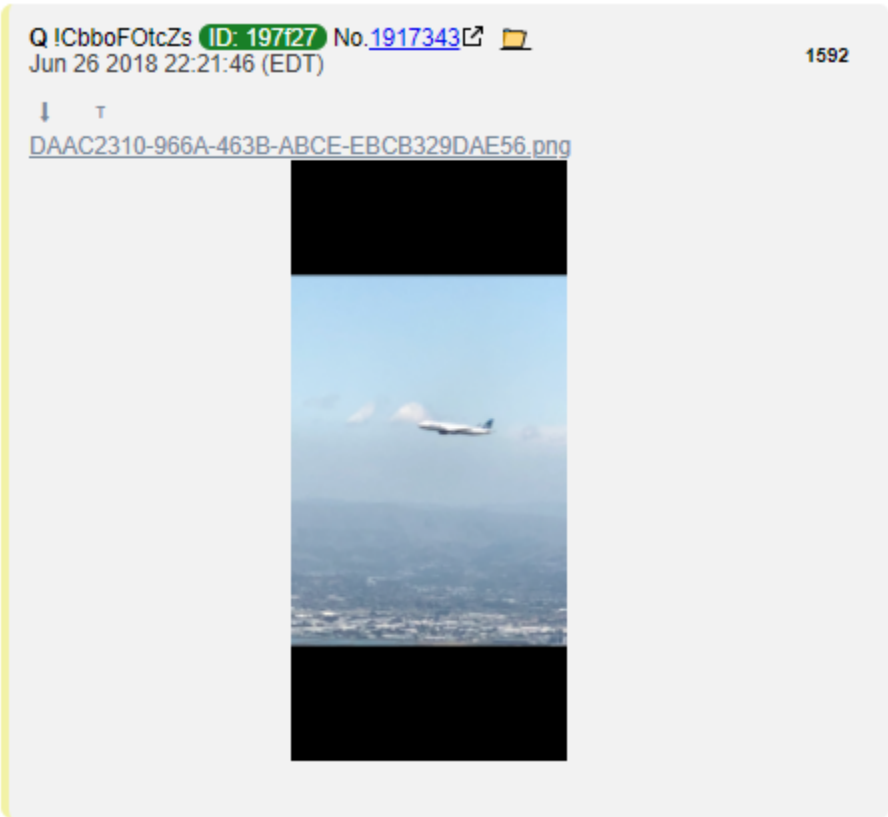 Q !CbboFOtcZs ID: 197f27 No.1917343
1592
Jun 26 2018 22:21:46 (EDT)
T
DAAC2310-966A-463B-ABCE-EBCB329DAE56.png